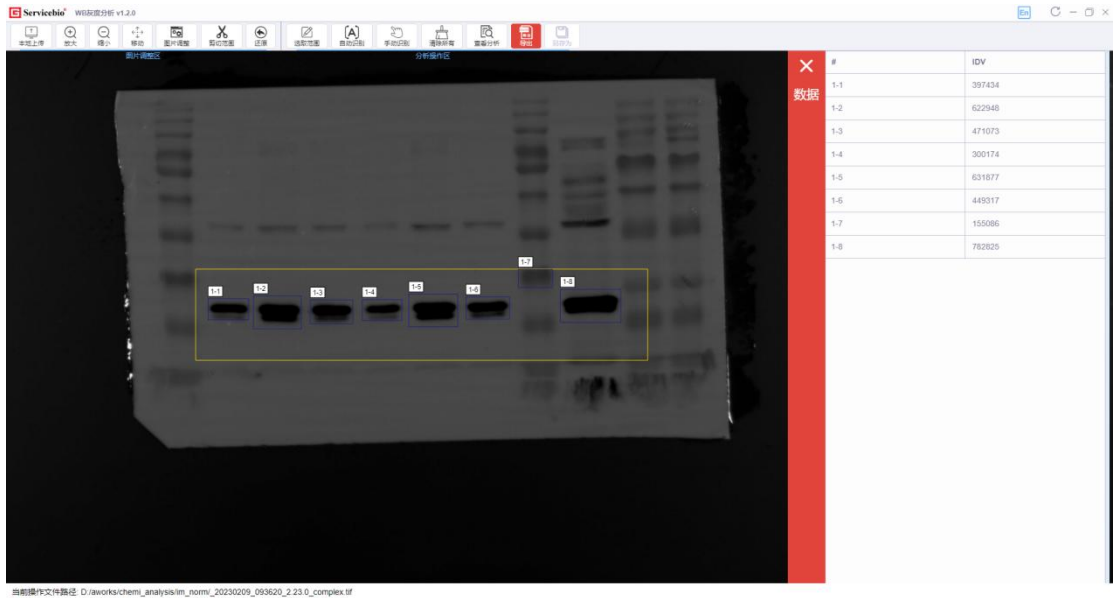 G Servicebio WB灰度分析 v1.2.0 En
本地上传 放大 缩小 移动 图片调整 剪切范围 还原 选取范围 自动识别 手动识别 清除所有 查看分析 导出 另存为
图片调整区 分析操作区
数据
# IDV
1-1 397434
1-2 622948
1-3 471073
1-4 300174
1-5 631877
1-6 449317
1-7 155086
1-8 782825
1-7
1-8
1-1 1-2 1-3 1-4 1-5 1-6
当前操作文件路径: D:/aworks/chemi_analysis/im_norm/_20230209_093620_2.23.0_complex.tif